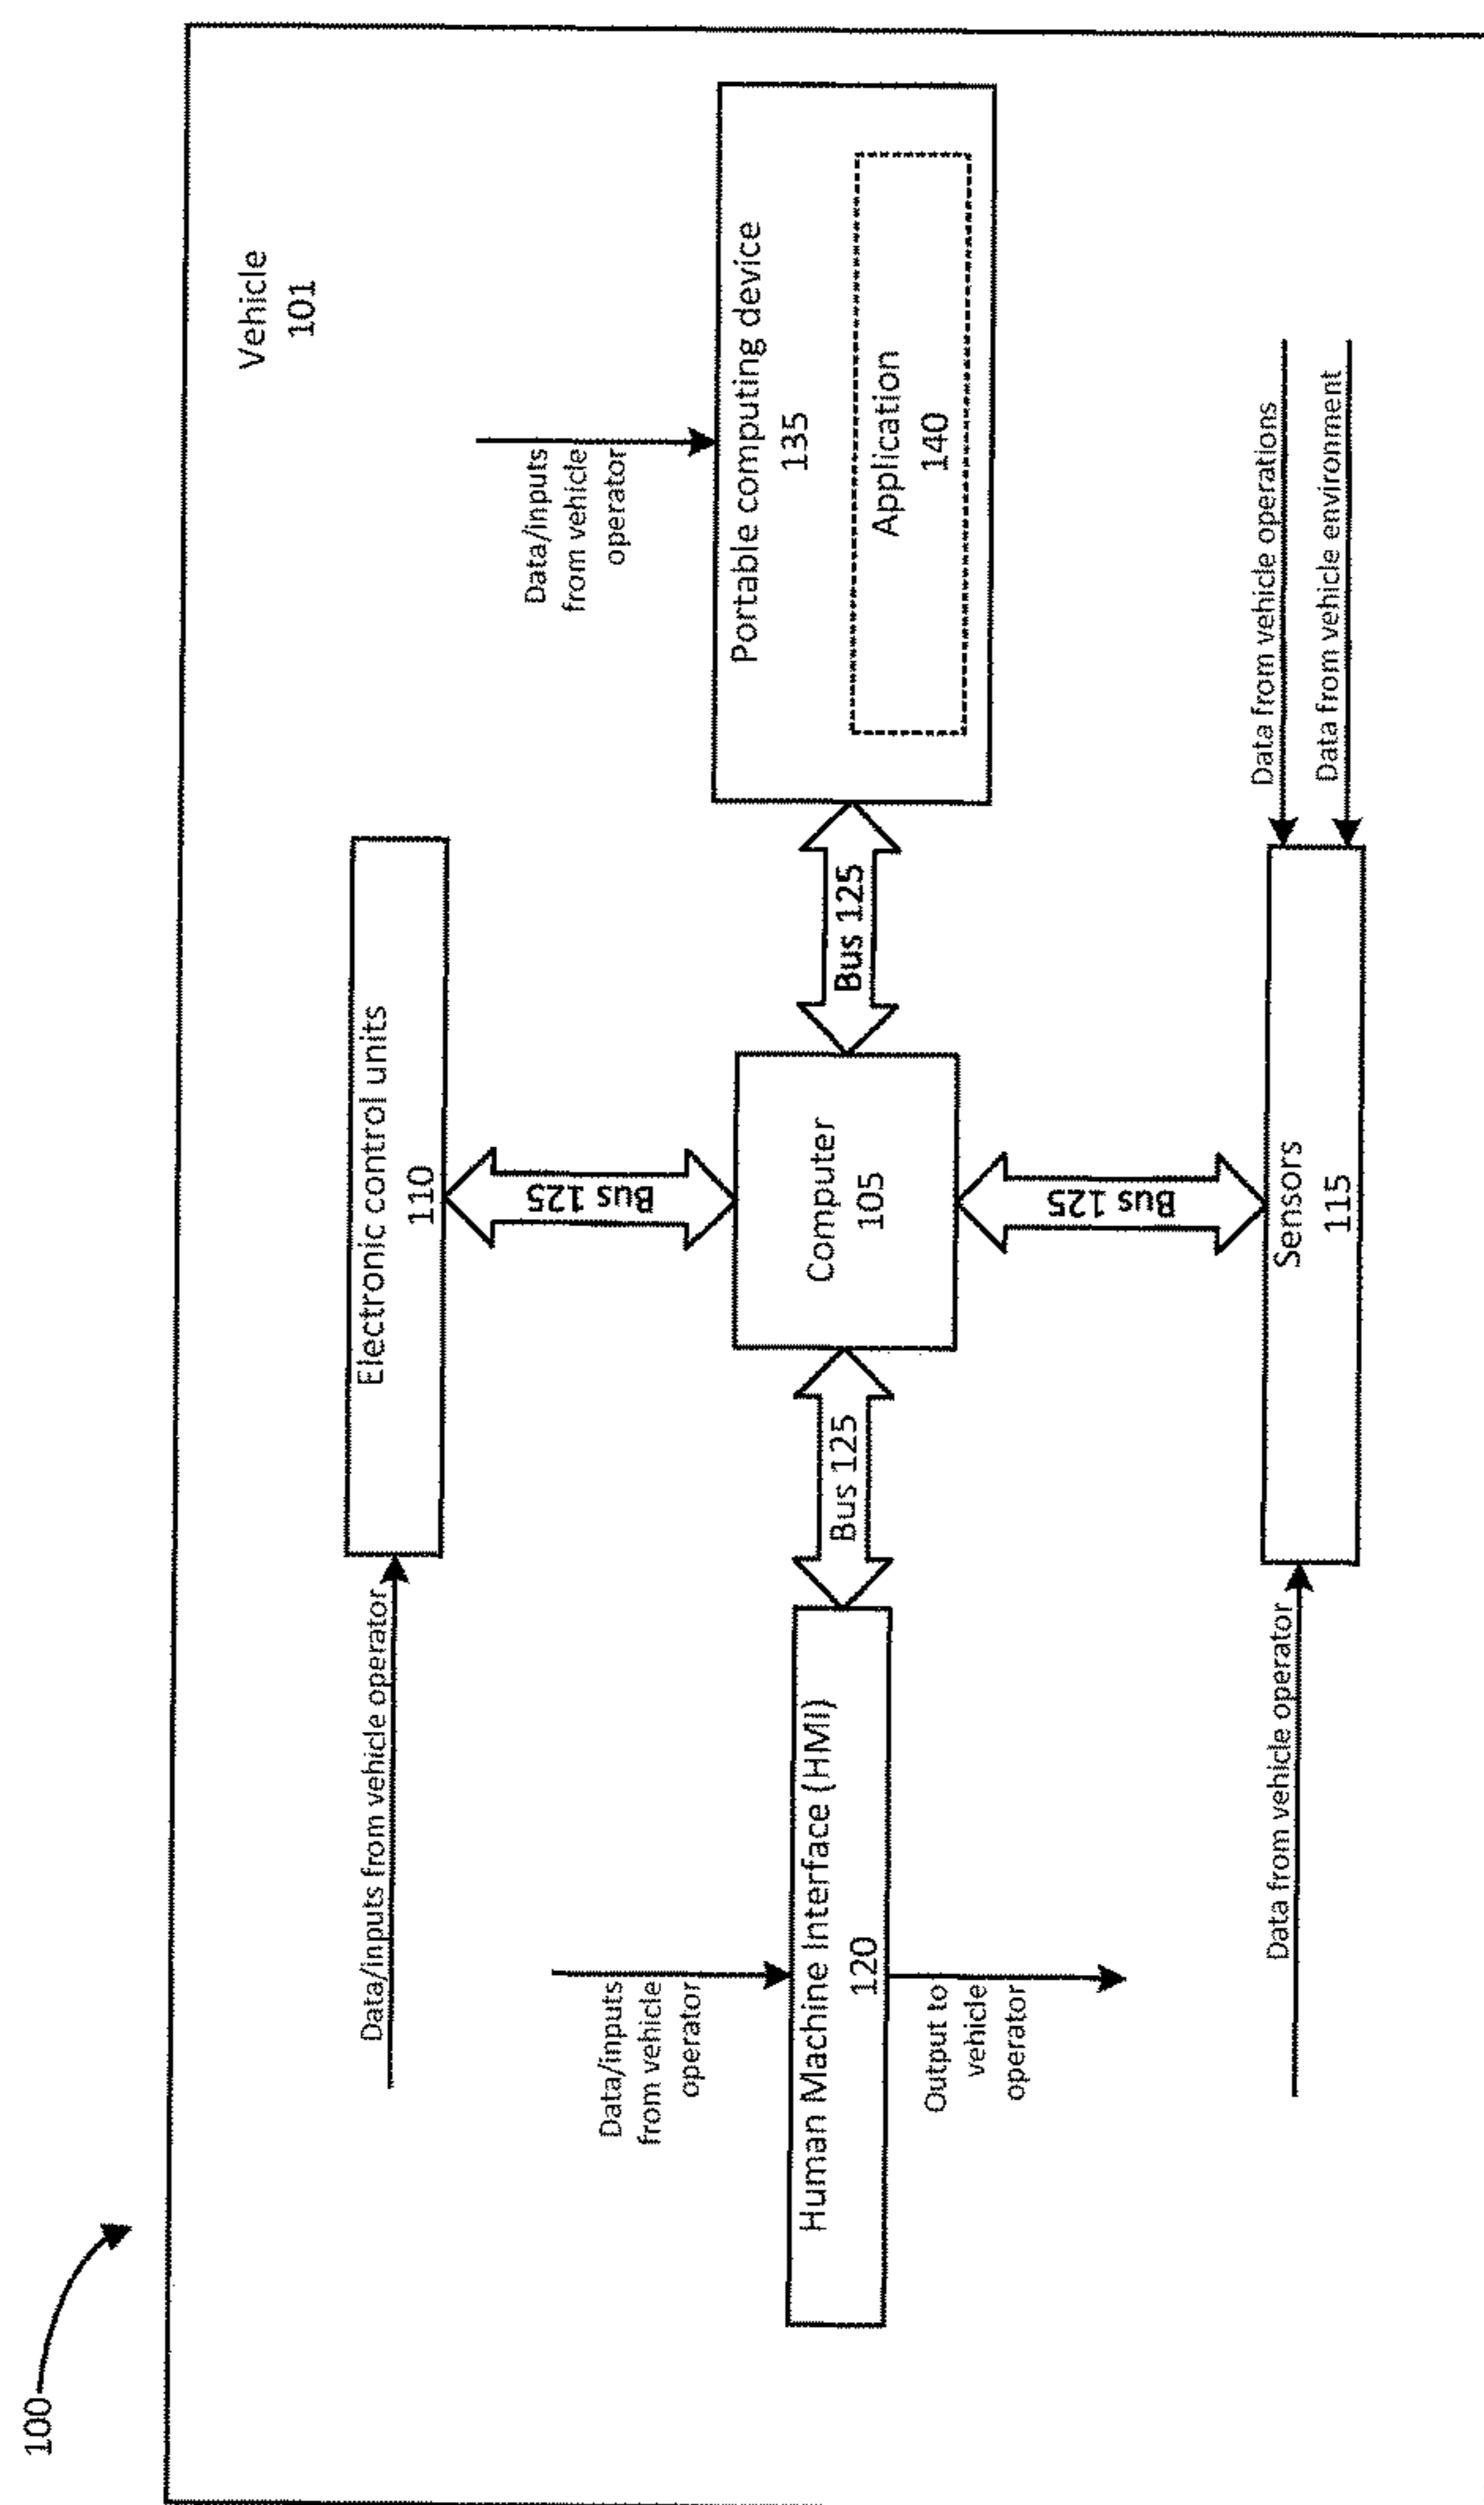 100
Vehicle
101
Data/inputs from vehicle operator
Electronic control units
110
Bus 125
Data/inputs
from vehicle
operator
Data/inputs
from vehicle
operator
Human Machine Interface (HMI)
120
Output to
vehicle
operator
Bus 125
Computer
105
Bus 125
Portable computing device
135
Application
140
Bus 125
Data from vehicle operator
Sensors
115
Data from vehicle operations
Data from vehicle environment